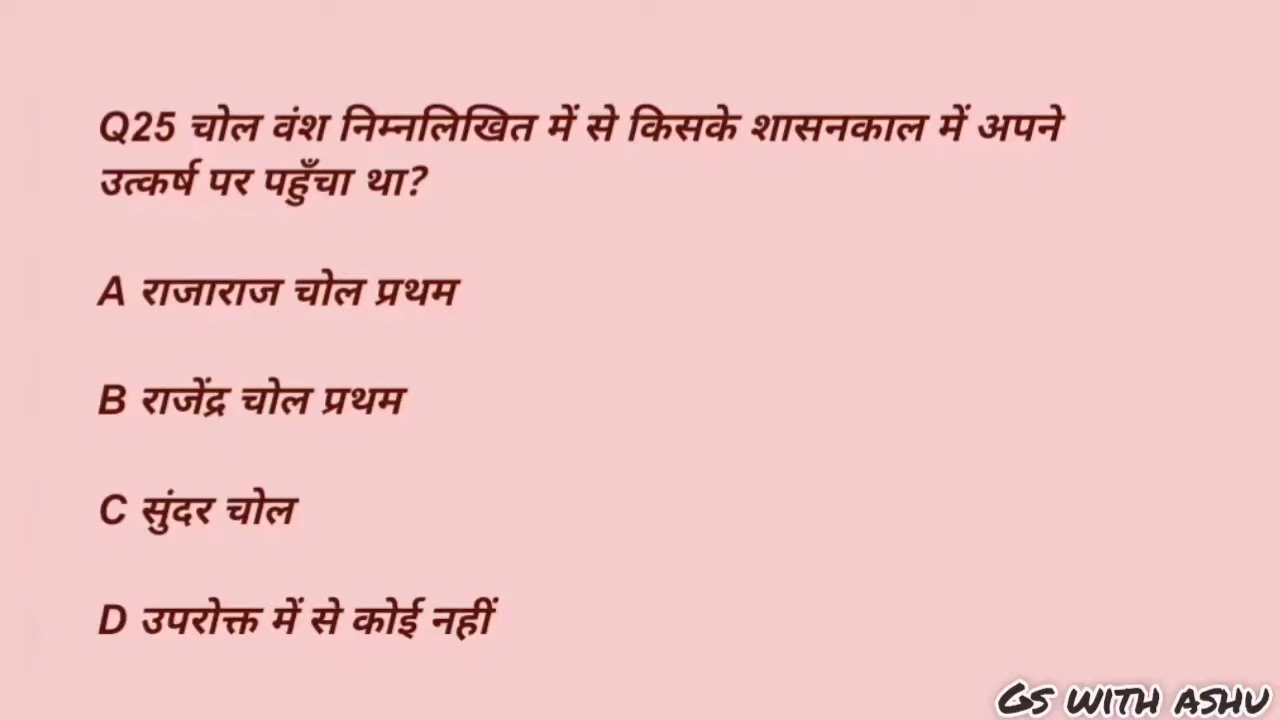 Q25 चोल वंश निम्नलिखित में से किसके शासनकाल में अपने
उत्कर्ष पर पहुँचा था?
A राजाराज चोल प्रथम
B राजेंद्र चोल प्रथम
C सुंदर चोल
D उपरोक्त में से कोई नहीं
GS WITH ASHU